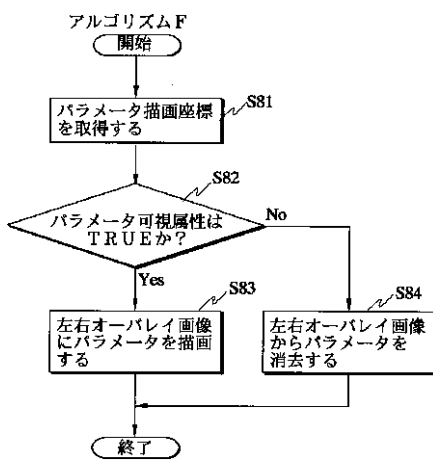 アルゴリズムF
開始
S81
パラメータ描画座標
を取得する
S82
パラメータ可視属性は
TRUEか?
No
Yes
S83
左右オーバレイ画像
にパラメータを描画
する
S84
左右オーバレイ画像
からパラメータを
消去する
終了